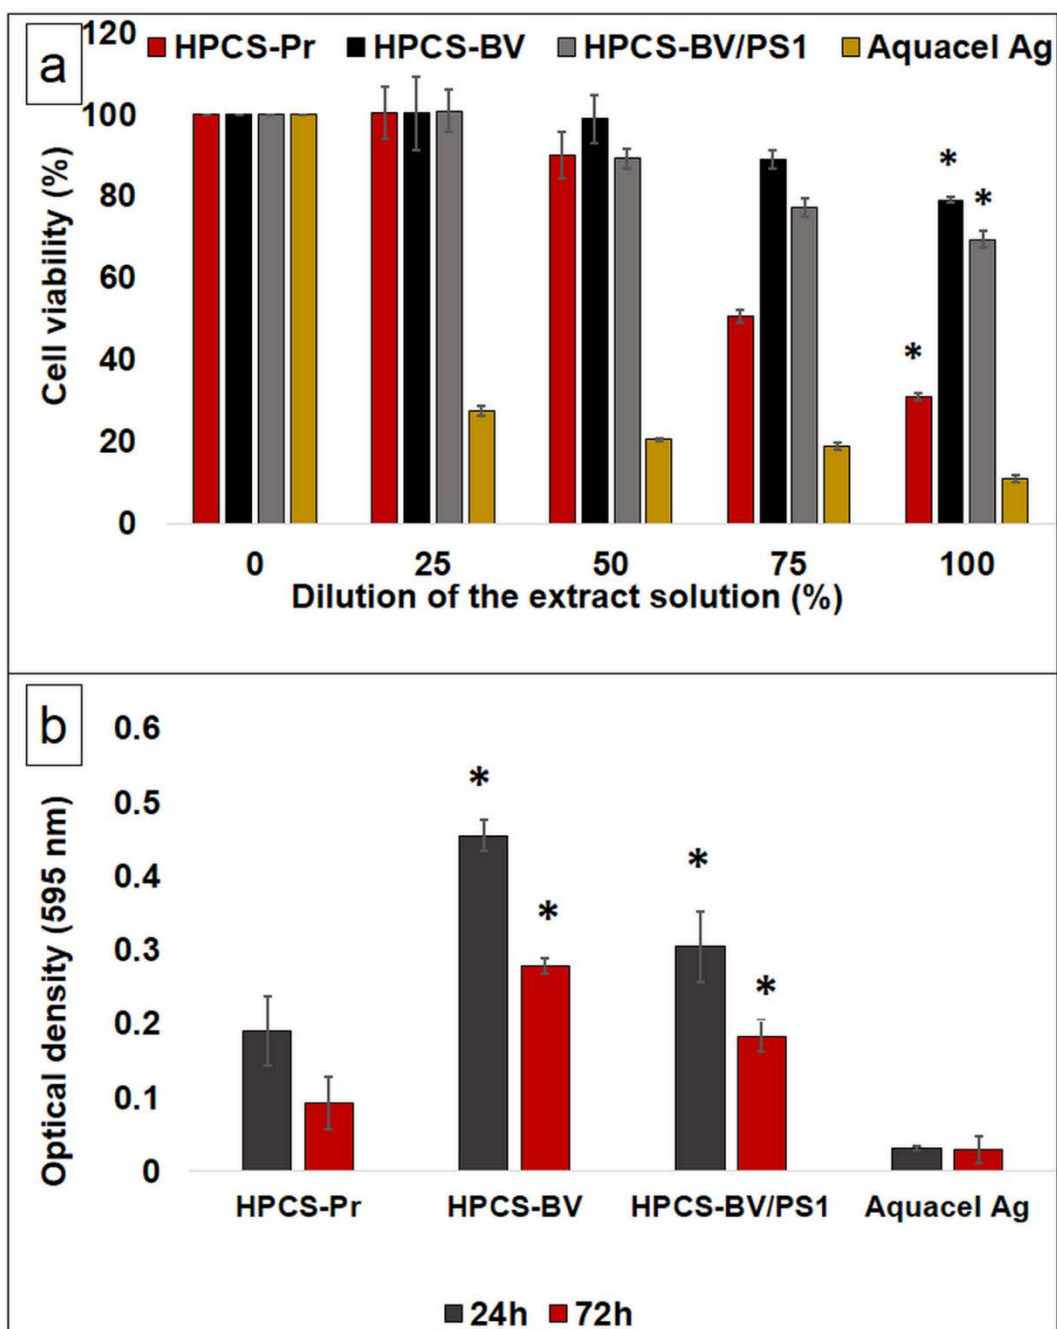 a
HPCS-Pr HPCS-BV HPCS-BV/PS1 Aquacel Ag
Cell viability (%)
120
100
80
60
40
20
0
* * *
0 25 50 75 100
Dilution of the extract solution (%)
b
Optical density (595 nm)
0.6
0.5
0.4
0.3
0.2
0.1
0
* * * *
HPCS-Pr HPCS-BV HPCS-BV/PS1 Aquacel Ag
24h 72h